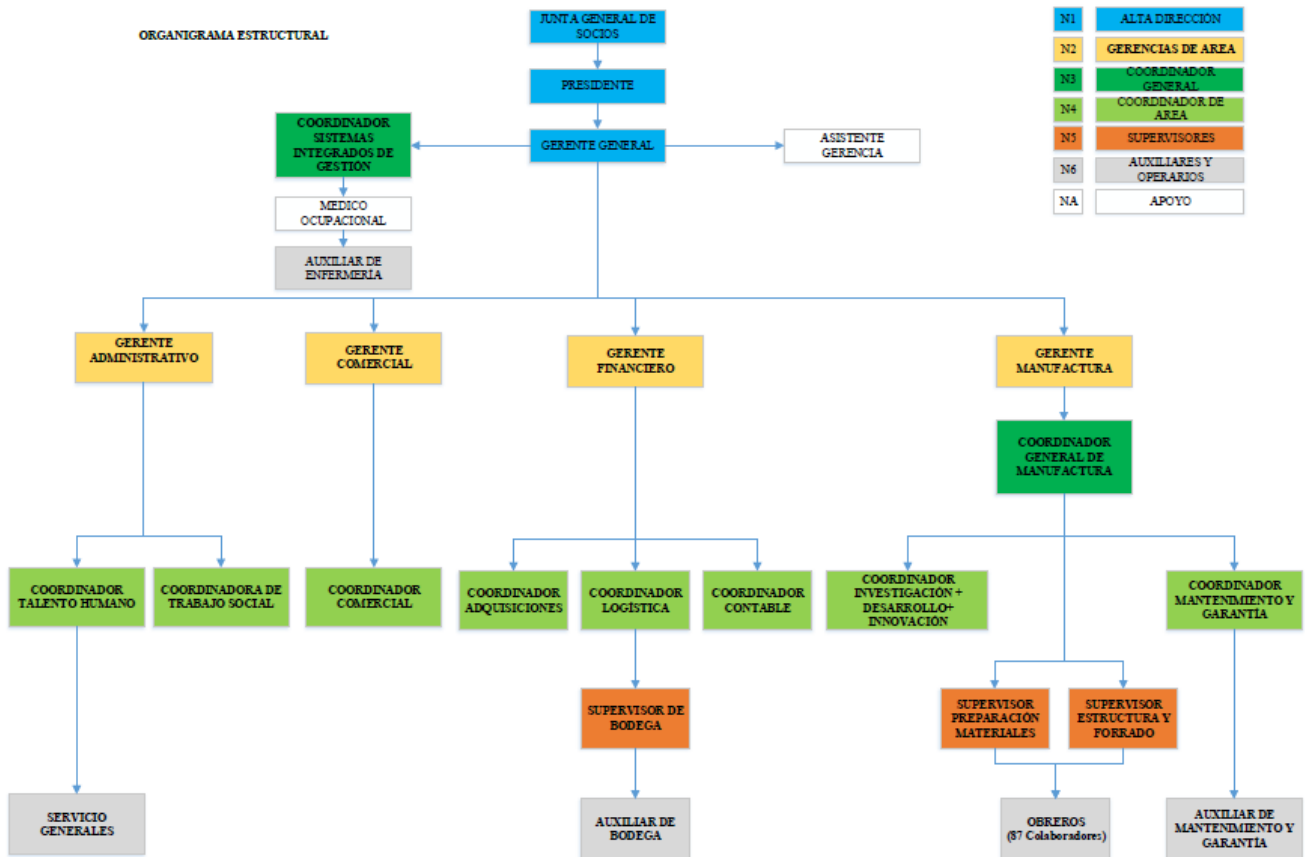 ORGANIGRAMA ESTRUCTURAL
JUNTA GENERAL DE
SOCIOS
PRESIDENTE
GERENTE GENERAL
ASISTENTE
GERENCIA
COORDINADOR
SISTEMAS
INTEGRADOS DE
GESTIÓN
MEDICO
OCUPACIONAL
AUXILIAR DE
ENFERMERÍA
N1
ALTA DIRECCIÓN
N2
GERENCIAS DE AREA
N3
COORDINADOR
GENERAL
N4
COORDINADOR DE
AREA
N5
SUPERVISORES
N6
AUXILIARES Y
OPERARIOS
NA
APOYO
GERENTE
ADMINISTRATIVO
GERENTE
COMERCIAL
GERENTE
FINANCIERO
GERENTE
MANUFACTURA
COORDINADOR
GENERAL DE
MANUFACTURA
COORDINADOR
TALENTO HUMANO
COORDINADORA DE
TRABAJO SOCIAL
COORDINADOR
COMERCIAL
COORDINADOR
ADQUISICIONES
COORDINADOR
LOGÍSTICA
COORDINADOR
CONTABLE
COORDINADOR
INVESTIGACIÓN +
DESARROLLO+
INNOVACIÓN
COORDINADOR
MANTENIMIENTO Y
GARANTÍA
SUPERVISOR DE
BODEGA
SUPERVISOR
PREPARACIÓN
MATERIALES
SUPERVISOR
ESTRUCTURA Y
FORRADO
SERVICIO
GENERALES
AUXILIAR DE
BODEGA
OBREROS
(87 Colaboradores)
AUXILIAR DE
MANTENIMIENTO Y
GARANTÍA